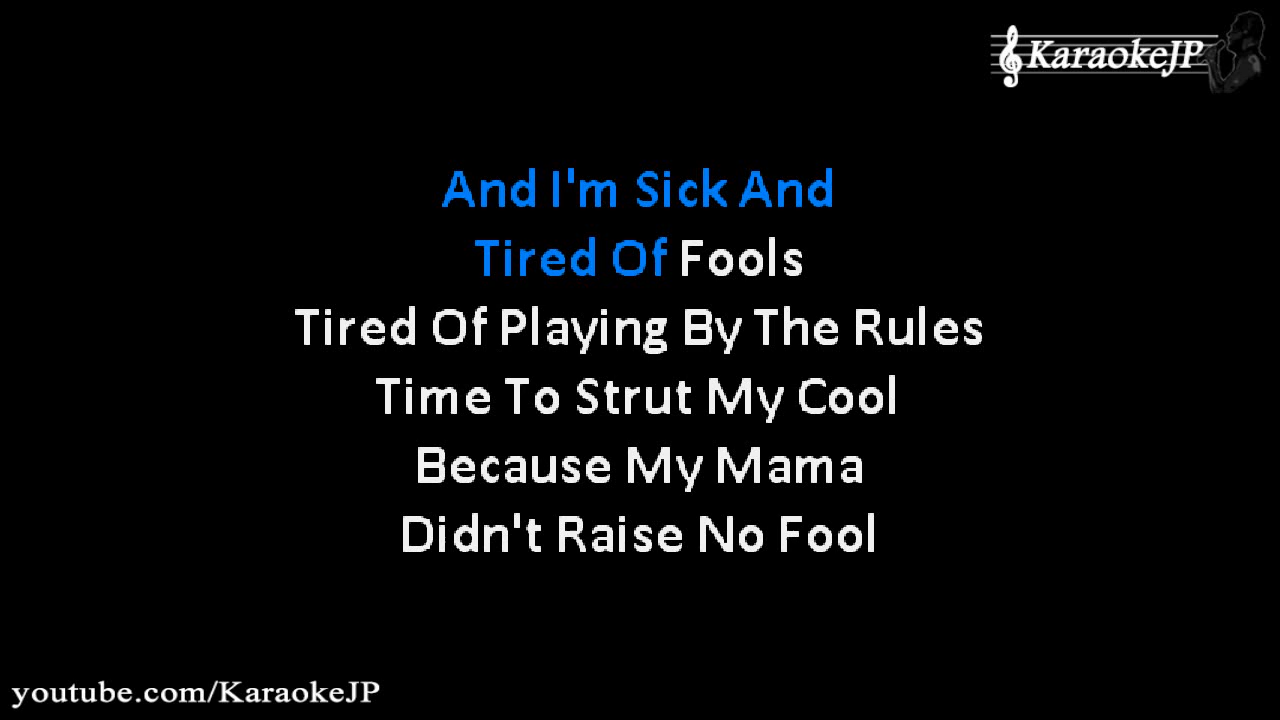 KaraokeJP
And I'm Sick And
Tired Of Fools
Tired Of Playing By The Rules
Time To Strut My Cool
Because My Mama
Didn't Raise No Fool
youtube.com/KaraokeJP